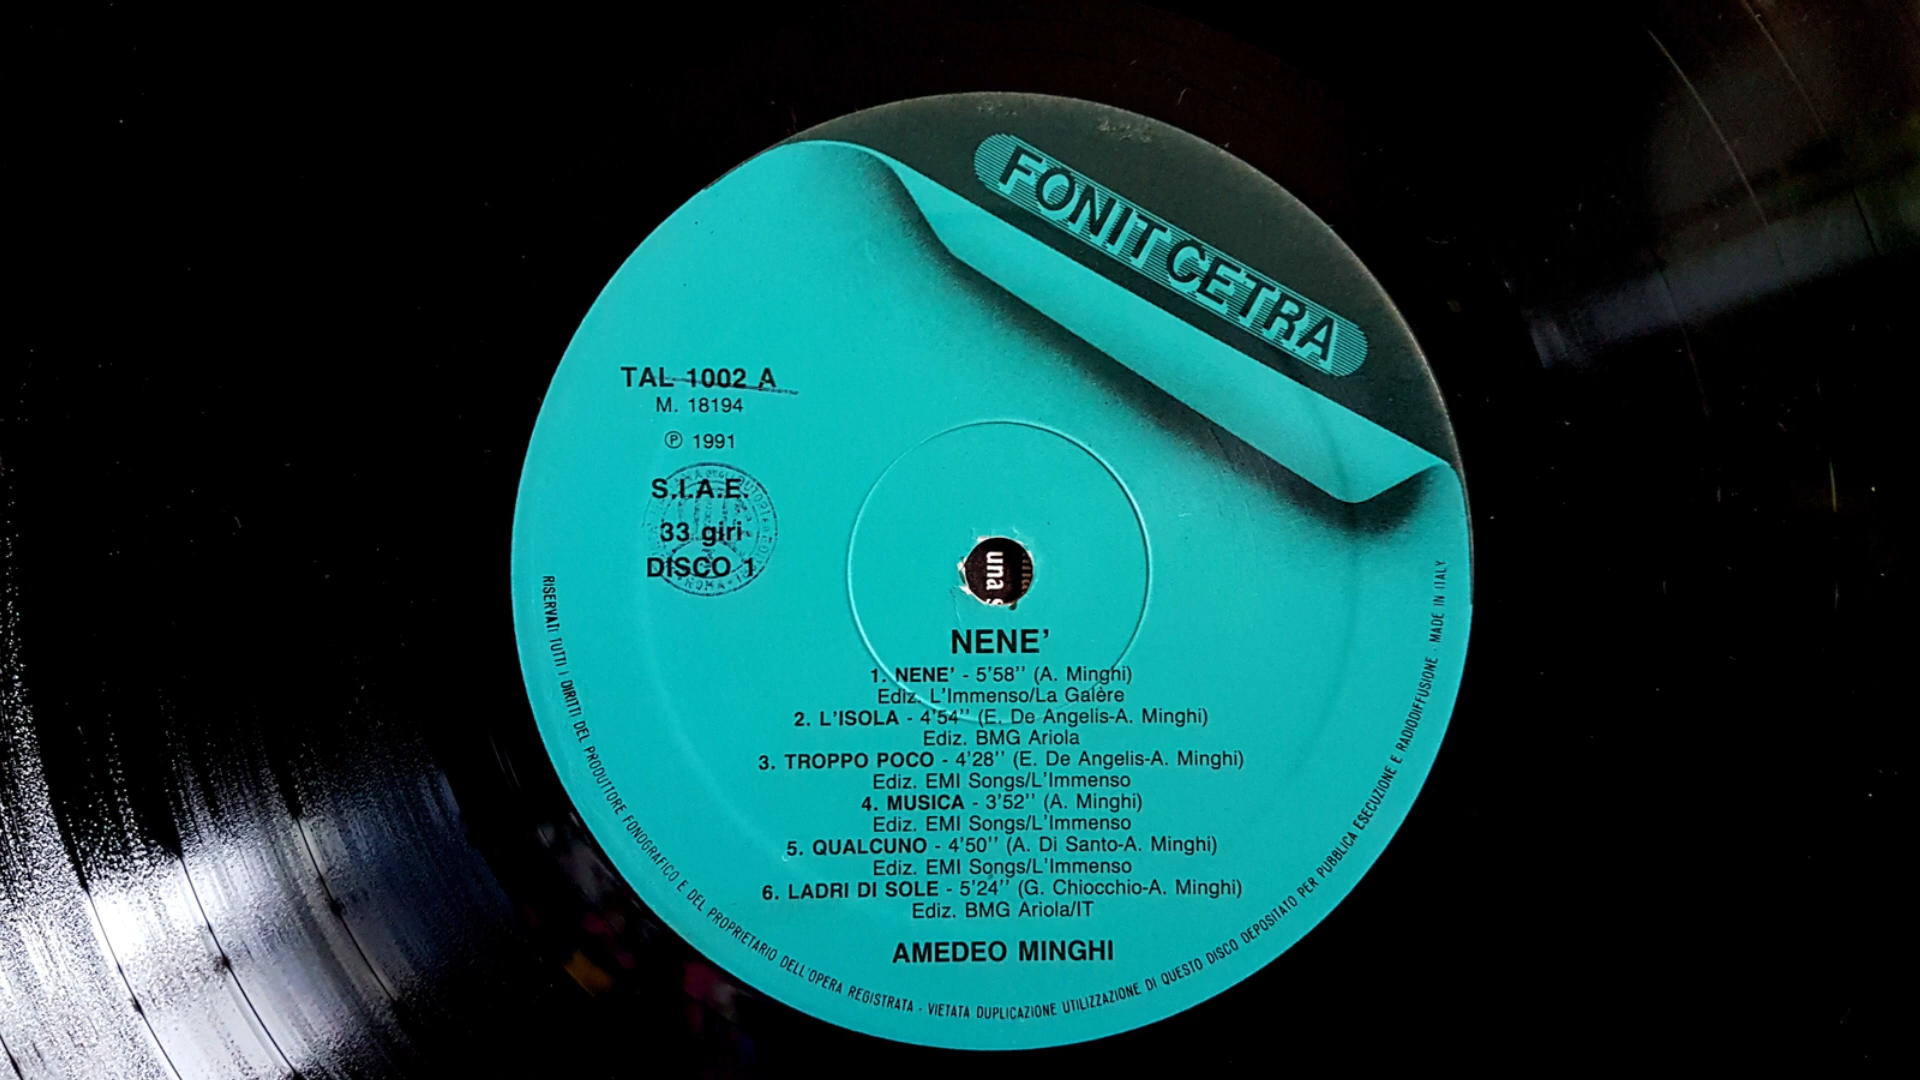 FONIT CETRA
TAL 1002 A
M. 18194
℗ 1991
S.I.A.E.
33 giri
DISCO 1
una s
NENE'
1. NENE' - 5'58'' (A. Minghi)
Ediz. L'Immenso/La Galère
2. L'ISOLA - 4'54'' (E. De Angelis-A. Minghi)
Ediz. BMG Ariola
3. TROPPO POCO - 4'28'' (E. De Angelis-A. Minghi)
Ediz. EMI Songs/L'Immenso
4. MUSICA - 3'52'' (A. Minghi)
Ediz. EMI Songs/L'Immenso
5. QUALCUNO - 4'50'' (A. Di Santo-A. Minghi)
Ediz. EMI Songs/L'Immenso
6. LADRI DI SOLE - 5'24'' (G. Chiocchio-A. Minghi)
Ediz. BMG Ariola/IT
AMEDEO MINGHI
RISERVATI TUTTI I DIRITTI DEL PRODUTTORE FONOGRAFICO E DEL PROPRIETARIO DELL'OPERA REGISTRATA - VIETATA DUPLICAZIONE UTILIZZAZIONE DI QUESTO DISCO DEPOSITATO PER PUBBLICA ESECUZIONE E RADIODIFFUSIONE - MADE IN ITALY
ROMA